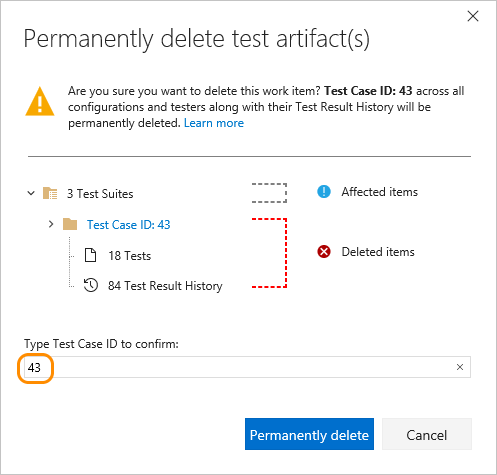 Permanently delete test artifact(s)
Are you sure you want to delete this work item? Test Case ID: 43 across all
configurations and testers along with their Test Result History will be
permanently deleted. Learn more
3 Test Suites
Affected items
Test Case ID: 43
18 Tests
Deleted items
84 Test Result History
Type Test Case ID to confirm:
43
Permanently delete
Cancel